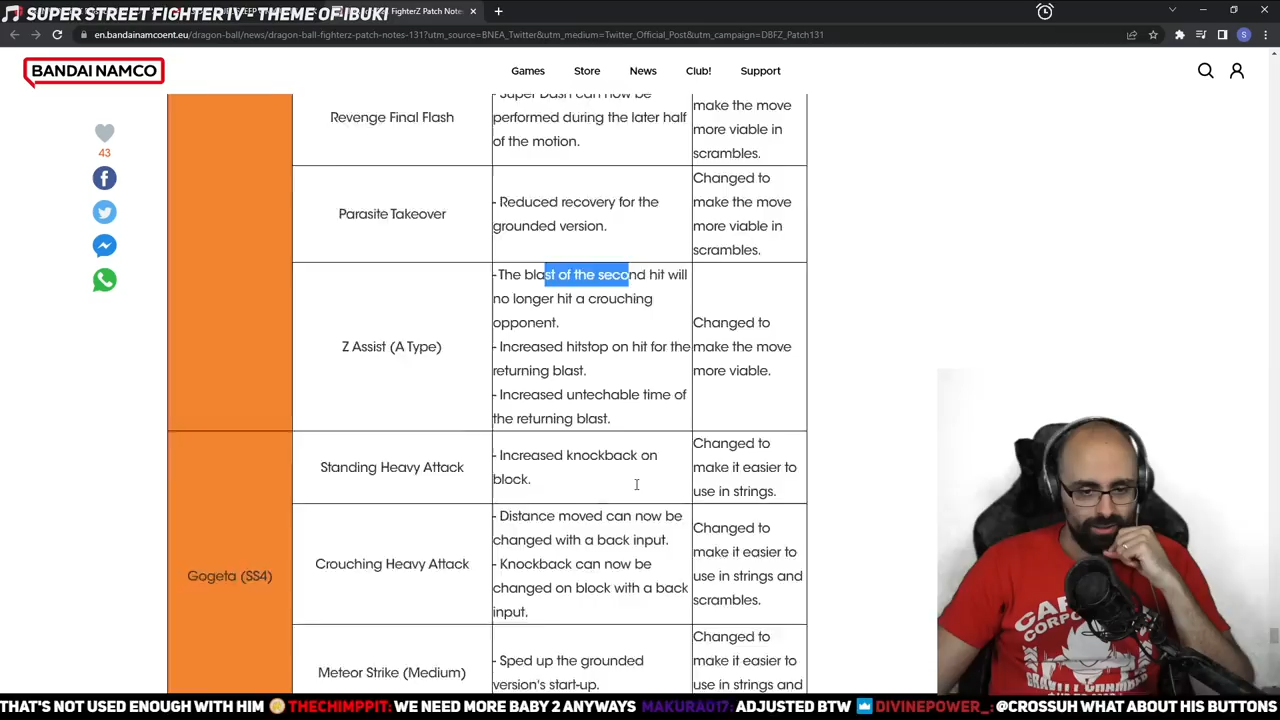 SUPER STREET FIGHTER IV - THEME OF IBUKI
FighterZ Patch Note
en.bandainamcoent.eu/dragon-ball/news/dragon-ball-fighterz-patch-notes-131?utm_source=BNEA_Twitter&utm_medium=Twitter_Official_Post&utm_campaign=DBFZ_Patch131
BANDAI NAMCO
Games
Store
News
Club!
Support
43
Revenge Final Flash
- Super Dash can now be
performed during the later half
of the motion.
make the move
more viable in
scrambles.
Parasite Takeover
- Reduced recovery for the
grounded version.
Changed to
make the move
more viable in
scrambles.
Z Assist (A Type)
- The blast of the second hit will
no longer hit a crouching
opponent.
- Increased hitstop on hit for the
returning blast.
- Increased untechable time of
the returning blast.
Changed to
make the move
more viable.
Gogeta (SS4)
Standing Heavy Attack
- Increased knockback on
block.
Changed to
make it easier to
use in strings.
Crouching Heavy Attack
- Distance moved can now be
changed with a back input.
- Knockback can now be
changed on block with a back
input.
Changed to
make it easier to
use in strings and
scrambles.
Meteor Strike (Medium)
- Sped up the grounded
version's start-up.
Changed to
make it easier to
use in strings and
THAT'S NOT USED ENOUGH WITH HIM THECHIMPPIT: WE NEED MORE BABY 2 ANYWAYS MAKURA017: ADJUSTED BTW DIVINEPOWER_: @CROSSUH WHAT ABOUT HIS BUTTONS